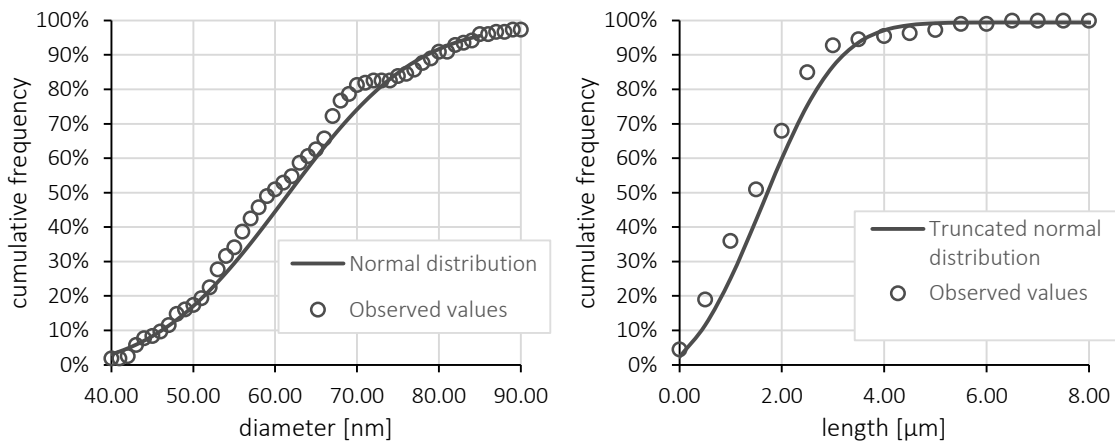 100%
90%
80%
70%
60%
50%
40%
30%
20%
10%
0%
cumulative frequency
Normal distribution
Observed values
40.00 50.00 60.00 70.00 80.00 90.00
diameter [nm]
100%
90%
80%
70%
60%
50%
40%
30%
20%
10%
0%
cumulative frequency
Truncated normal
distribution
Observed values
0.00 2.00 4.00 6.00 8.00
length [μm]